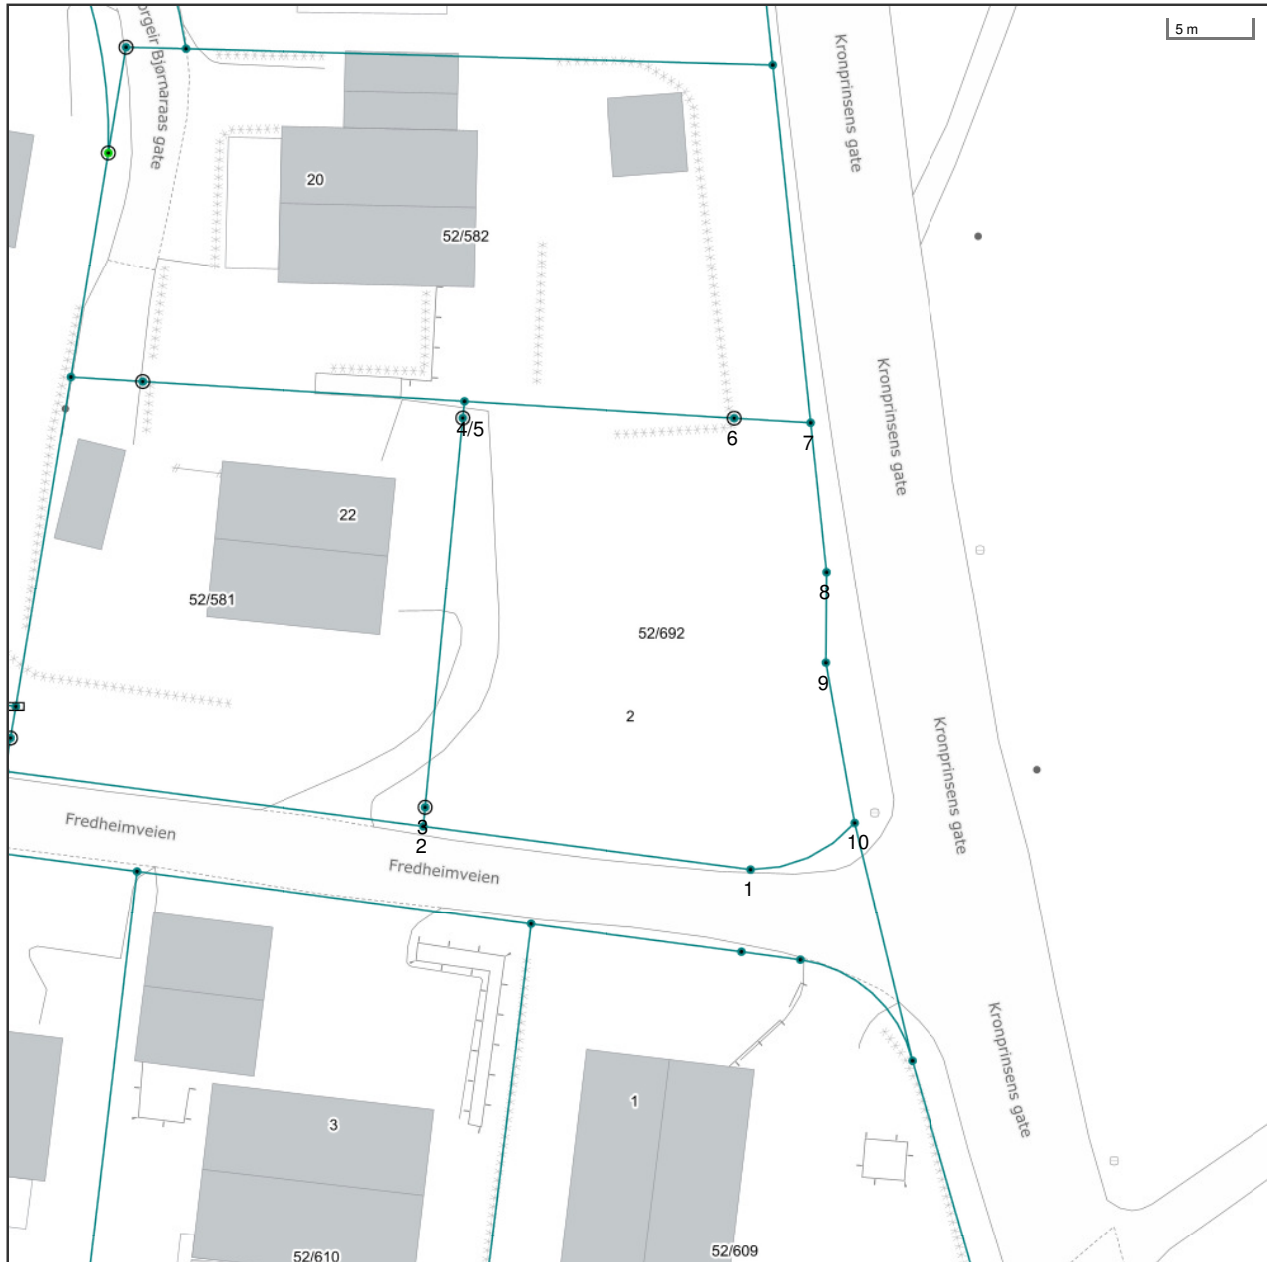 5 m
orgeir Bjørnaraas gate
Kronprinsens gate
20
52/582
4/5
6
7
Kronprinsens gate
22
8
52/581
52/692
9
2
Kronprinsens gate
Fredheimveien
3
2
10
Fredheimveien
1
Kronprinsens gate
3
1
52/610
52/609